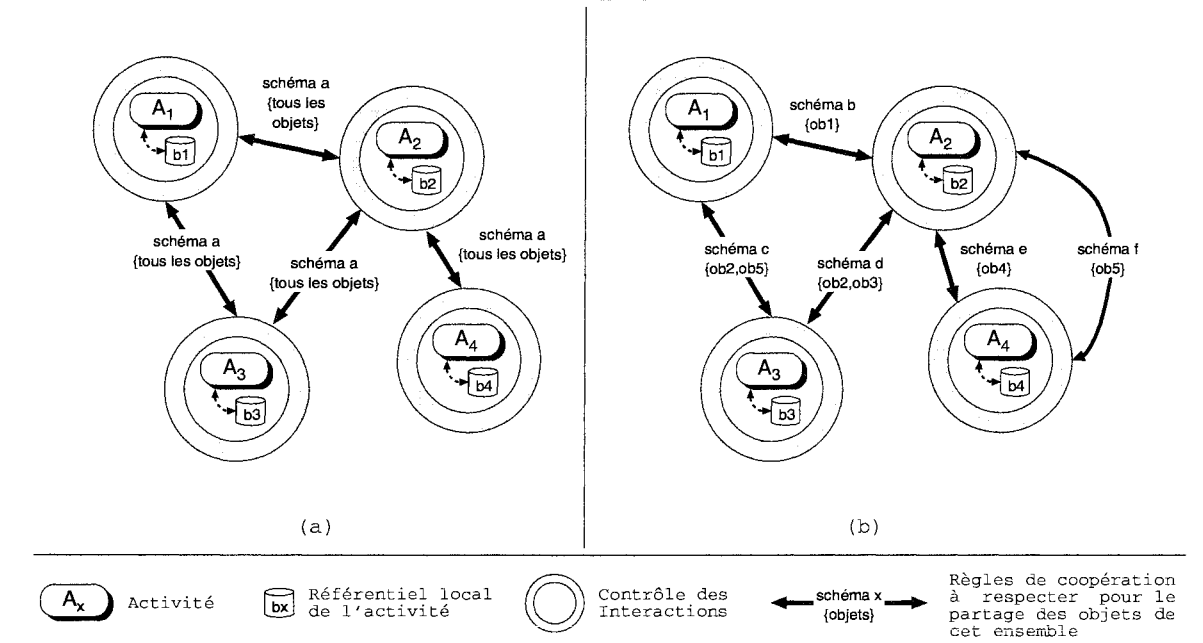 schéma a
{tous les
objets}
A1
b1
A2
b2
schéma a
{tous les objets}
schéma a
{tous les objets}
schéma a
{tous les objets}
A3
b3
A4
b4
(a)
schéma b
{ob1}
A1
b1
A2
b2
schéma c
{ob2,ob5}
schéma d
{ob2,ob3}
schéma e
{ob4}
schéma f
{ob5}
A3
b3
A4
b4
(b)
Ax
Activité
bx
Référentiel local
de l'activité
Contrôle des
Interactions
schéma x
{objets}
Règles de coopération
à respecter pour le
partage des objets de
cet ensemble